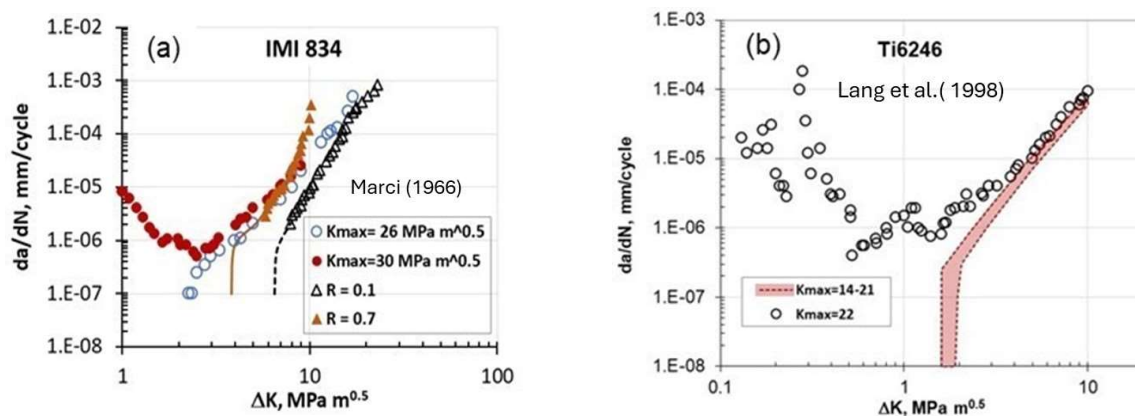 (a)
IMI 834
1.E-02
1.E-03
1.E-04
1.E-05
1.E-06
1.E-07
1.E-08
da/dN, mm/cycle
Marci (1966)
Kmax= 26 MPa m^0.5
Kmax=30 MPa m^0.5
R = 0.1
R = 0.7
1
10
100
ΔK, MPa m^0.5
(b)
Ti6246
1.E-03
1.E-04
1.E-05
1.E-06
1.E-07
1.E-08
da/dN, mm/cycle
Lang et al.( 1998)
Kmax=14-21
Kmax=22
0.1
1
10
ΔK, MPa m^0.5